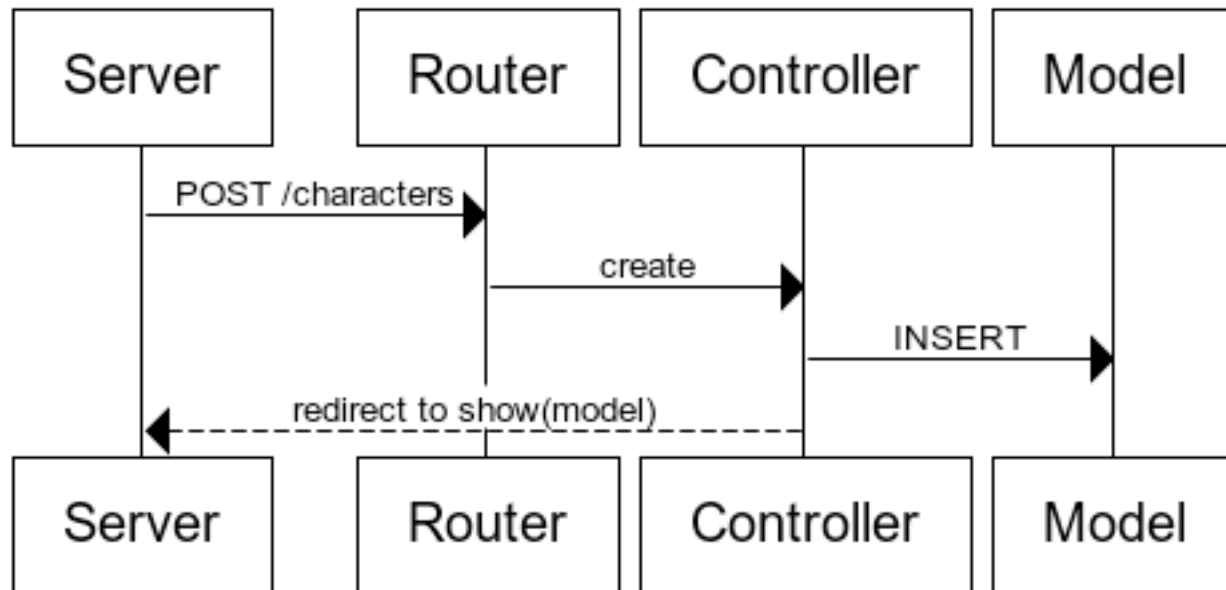 Server
Router
Controller
Model
POST /characters
create
INSERT
redirect to show(model)
Server
Router
Controller
Model